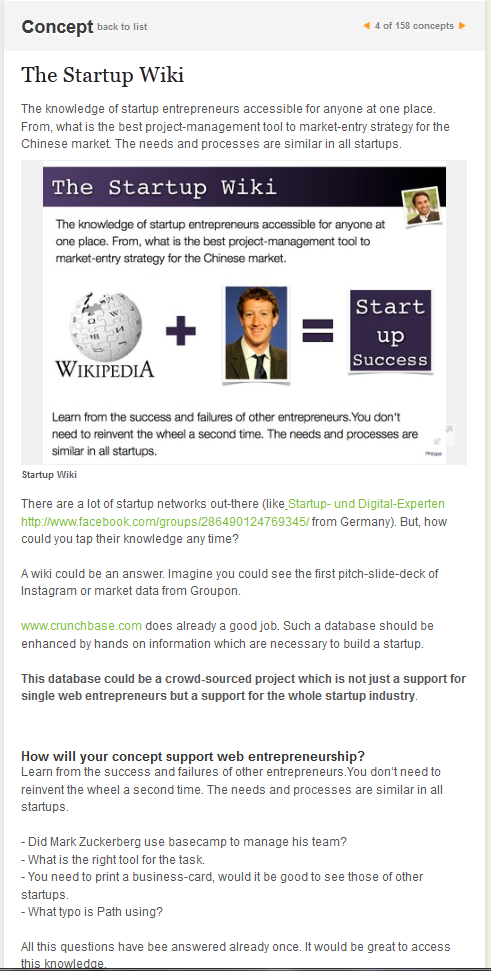 Concept back to list
4 of 158 concepts
The Startup Wiki
The knowledge of startup entrepreneurs accessible for anyone at one place.
From, what is the best project-management tool to market-entry strategy for the
Chinese market. The needs and processes are similar in all startups.
The Startup Wiki
The knowledge of startup entrepreneurs accessible for anyone at
one place. From, what is the best project-management tool to
market-entry strategy for the Chinese market.
WIKIPEDIA
+
=
Start
up
Success
Learn from the success and failures of other entrepreneurs.You don't
need to reinvent the wheel a second time. The needs and processes are
similar in all startups.
Philippe
Startup Wiki
There are a lot of startup networks out-there (like Startup- und Digital-Experten
http://www.facebook.com/groups/286490124769345/ from Germany). But, how
could you tap their knowledge any time?
A wiki could be an answer. Imagine you could see the first pitch-slide-deck of
Instagram or market data from Groupon.
www.crunchbase.com does already a good job. Such a database should be
enhanced by hands on information which are necessary to build a startup.
This database could be a crowd-sourced project which is not just a support for
single web entrepreneurs but a support for the whole startup industry.
How will your concept support web entrepreneurship?
Learn from the success and failures of other entrepreneurs.You don't need to
reinvent the wheel a second time. The needs and processes are similar in all
startups.
- Did Mark Zuckerberg use basecamp to manage his team?
- What is the right tool for the task.
- You need to print a business-card, would it be good to see those of other
startups.
- What typo is Path using?
All this questions have bee answered already once. It would be great to access
this knowledge.